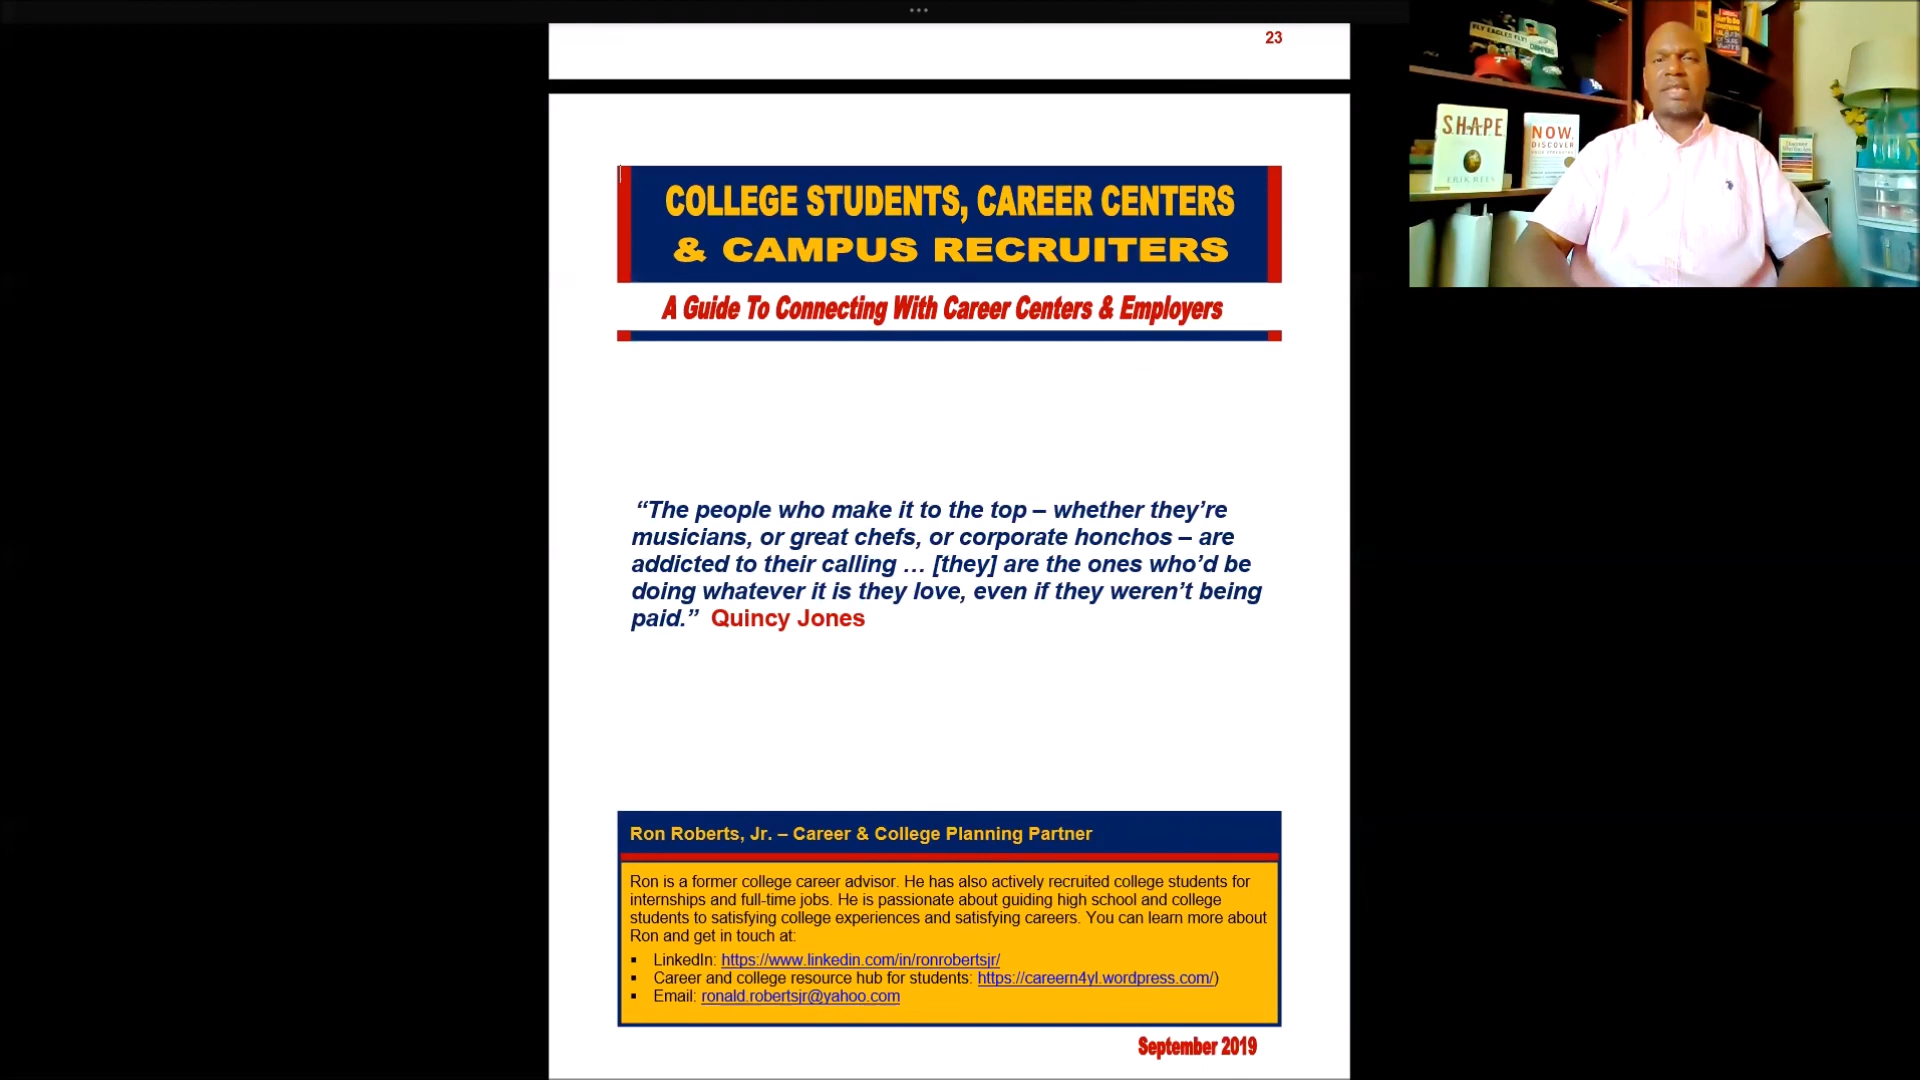 23
COLLEGE STUDENTS, CAREER CENTERS
& CAMPUS RECRUITERS
A Guide To Connecting With Career Centers & Employers
“The people who make it to the top – whether they’re
musicians, or great chefs, or corporate honchos – are
addicted to their calling … [they] are the ones who’d be
doing whatever it is they love, even if they weren’t being
paid.” Quincy Jones
Ron Roberts, Jr. – Career & College Planning Partner
Ron is a former college career advisor. He has also actively recruited college students for
internships and full-time jobs. He is passionate about guiding high school and college
students to satisfying college experiences and satisfying careers. You can learn more about
Ron and get in touch at:
▪ LinkedIn: https://www.linkedin.com/in/ronrobertsjr/
▪ Career and college resource hub for students: https://careern4yl.wordpress.com/)
▪ Email: ronald.robertsjr@yahoo.com
September 2019
FLY EAGLES FLY
S.H.A.P.E
ERIK REES
NOW,
DISCOVER